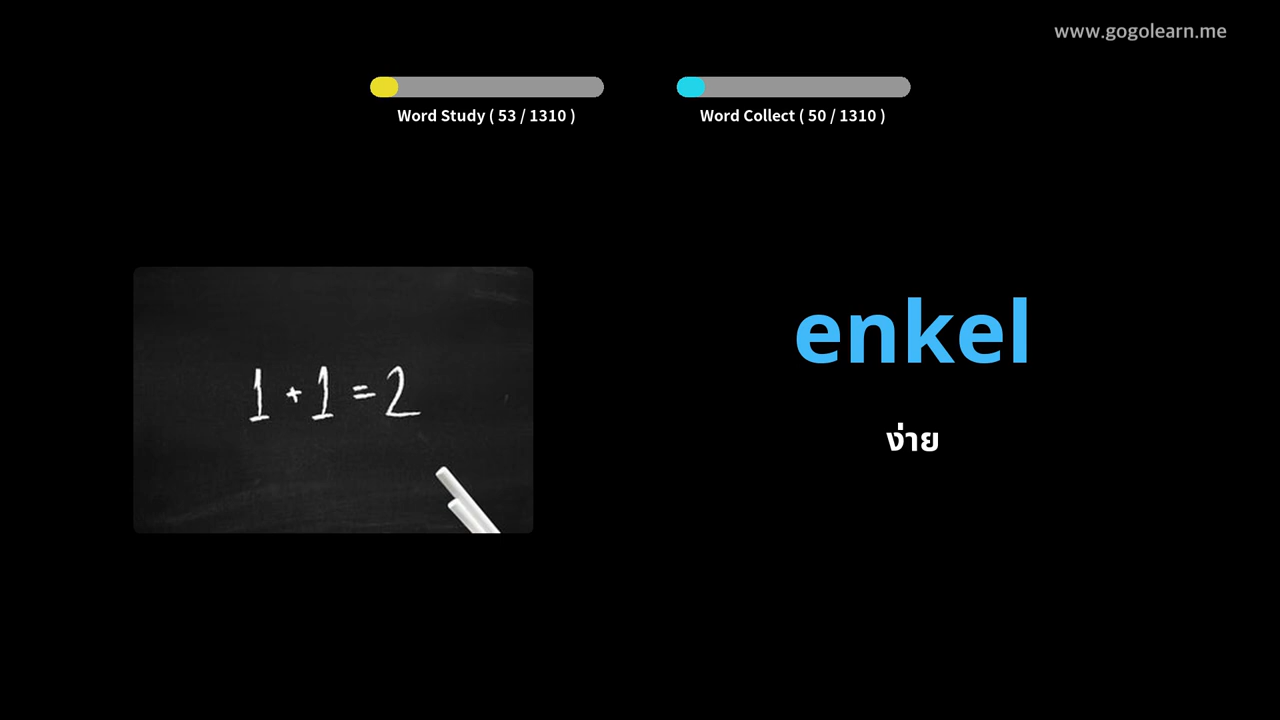 www.gogolearn.me
Word Study ( 53 / 1310 )
Word Collect ( 50 / 1310 )
1 + 1 = 2
enkel
ง่าย